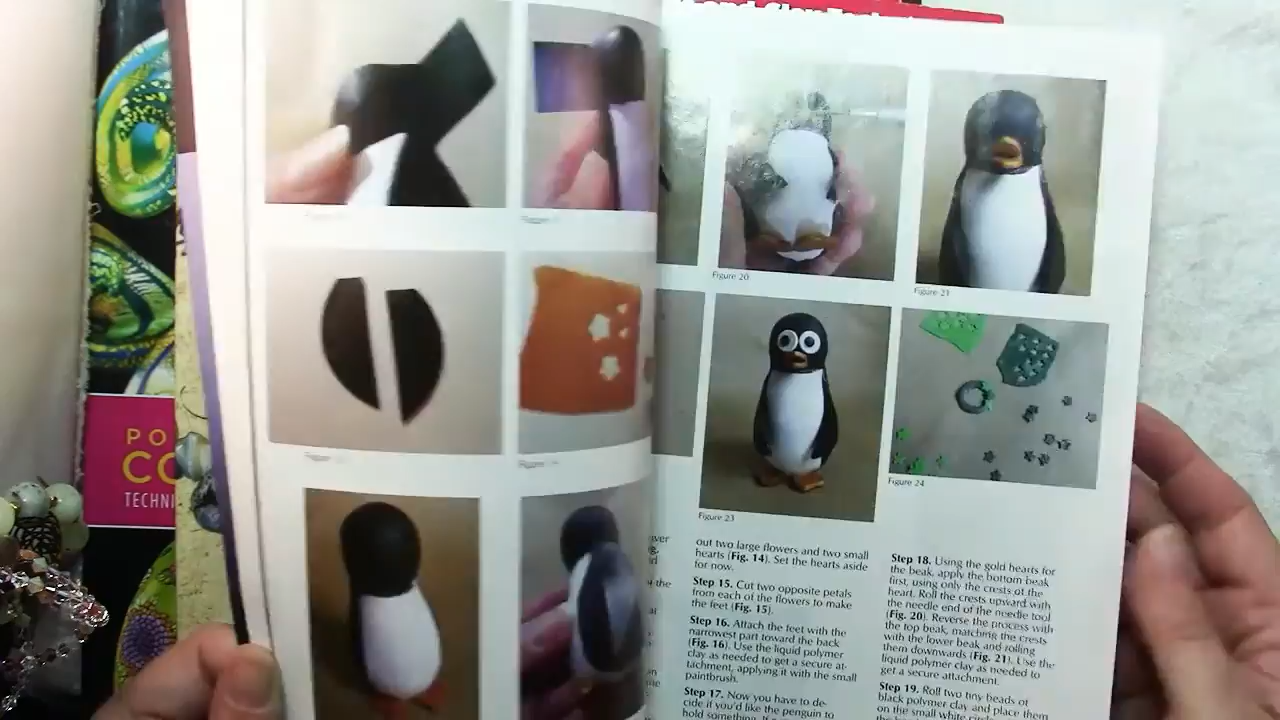 PO
CO
TECHNI
Figure 20
Figure 21
Figure 23
Figure 24
out two large flowers and two small
hearts (Fig. 14). Set the hearts aside
for now.
Step 15. Cut two opposite petals
from each of the flowers to make
the feet (Fig. 15).
Step 16. Attach the feet with the
narrowest part toward the back
(Fig. 16). Use the liquid polymer
clay as needed to get a secure at-
tachment, applying it with the small
paintbrush.
Step 17. Now you have to de-
cide if you'd like the penguin to
hold something. If
Step 18. Using the gold hearts for
the beak, apply the bottom beak
first, using only the crests of the
heart. Roll the crests upward with
the needle end of the needle tool
(Fig. 20). Reverse the process with
the top beak, matching the crests
with the lower beak and rolling
them downwards (Fig. 21). Use the
liquid polymer clay as needed to
get a secure attachment.
Step 19. Roll two tiny beads of
black polymer clay and place them
on the small white